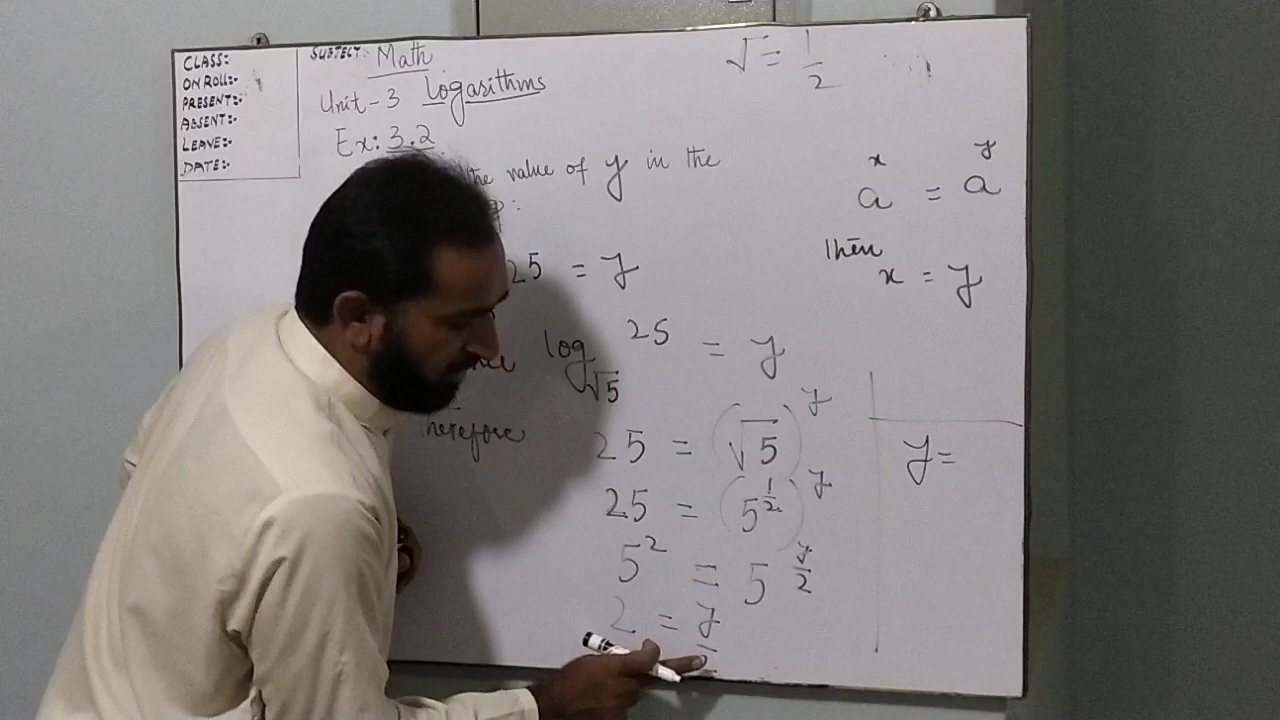 CLASS:
ON ROLL:-
PRESENT:-
ABSENT:-
LEAVE:-
DATE:-
SUBJECT: Math
Unit-3 Logarithms
Ex: 3.2
the value of y in the
25 = y
log√5 25 = y
Therefore
25 = (√5)^y
25 = (5^1/2)^y
5^2 = 5^y/2
2 = y
√ = 1/2
a^x = a^y
Then
x = y
y =